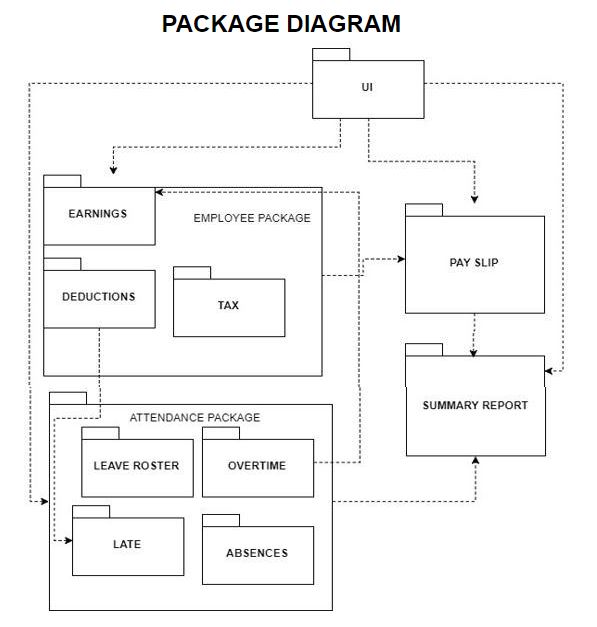 PACKAGE DIAGRAM
UI
EARNINGS
EMPLOYEE PACKAGE
PAY SLIP
DEDUCTIONS
TAX
SUMMARY REPORT
ATTENDANCE PACKAGE
LEAVE ROSTER
OVERTIME
LATE
ABSENCES